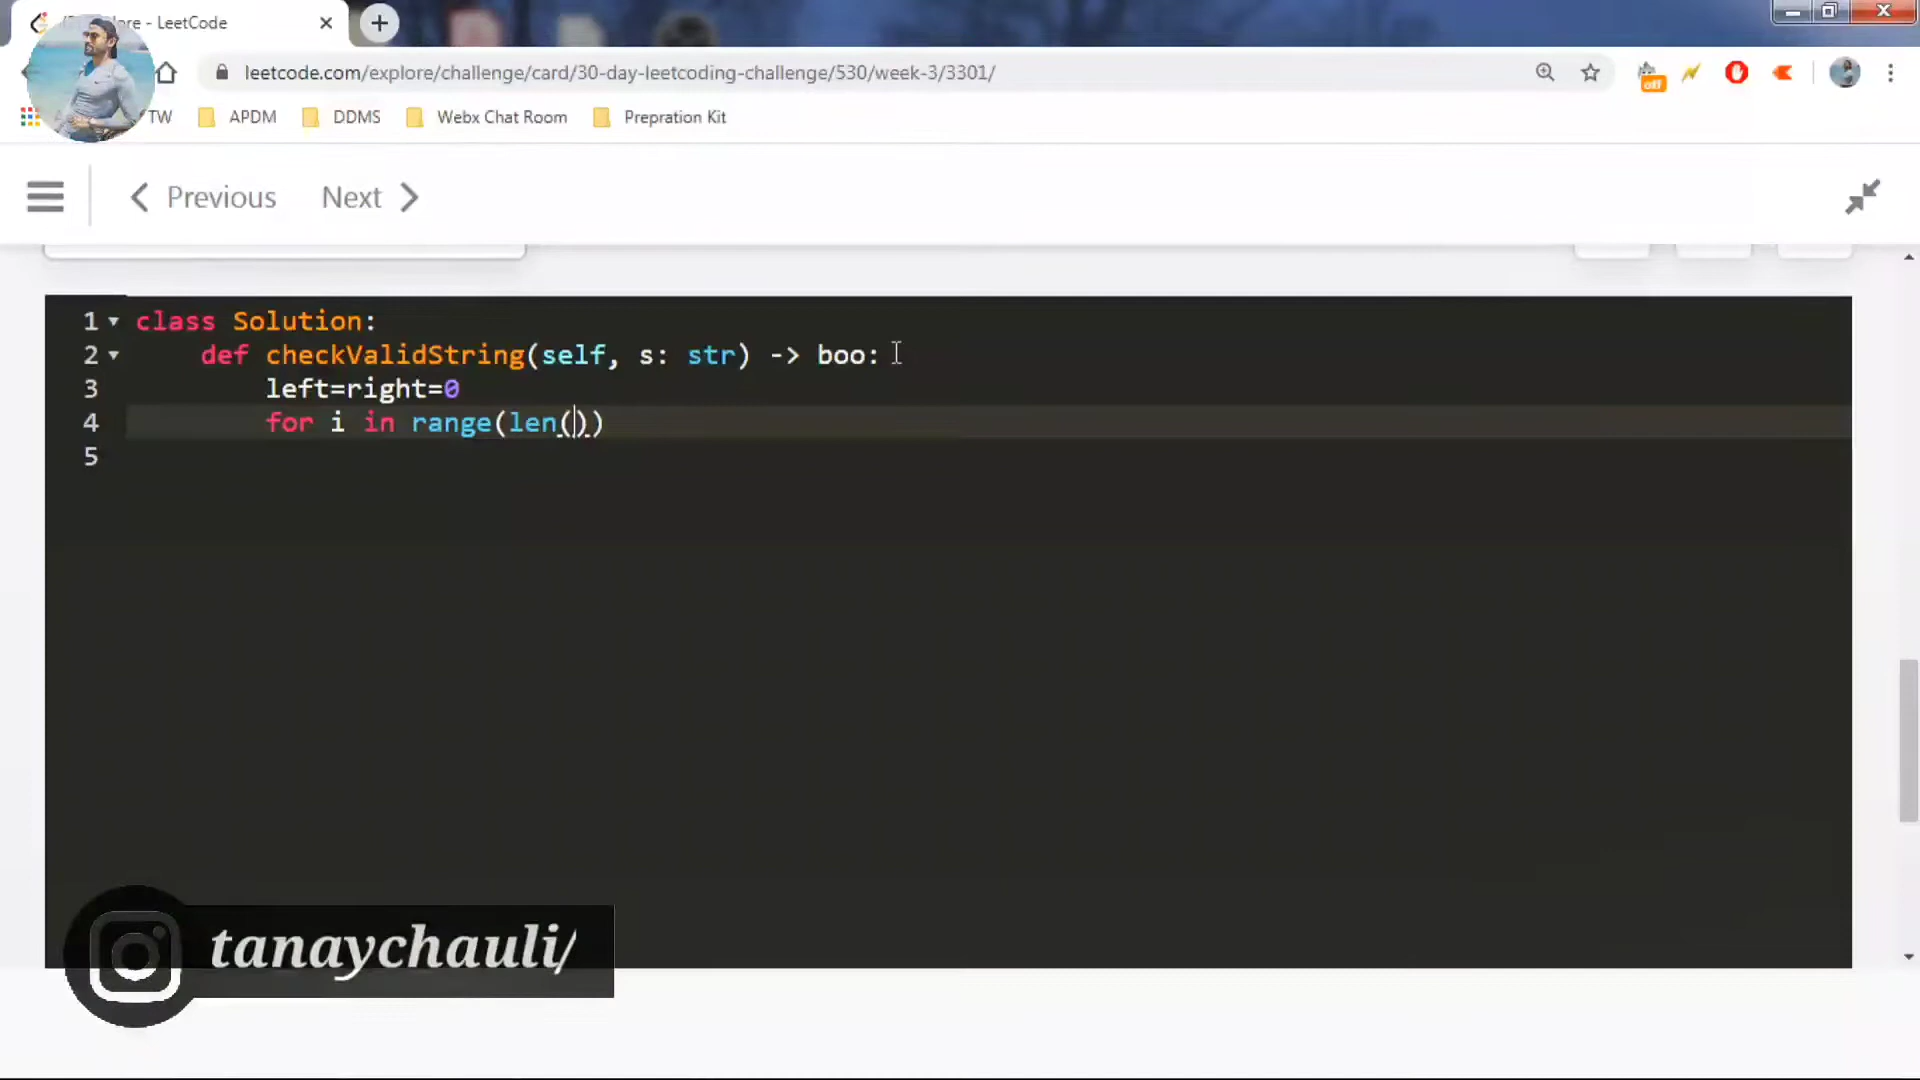 plore - LeetCode
leetcode.com/explore/challenge/card/30-day-leetcoding-challenge/530/week-3/3301/
off
TW APDM DDMS Webx Chat Room Prepration Kit
Previous Next
1 class Solution:
2 def checkValidString(self, s: str) -> boo:
3 left=right=0
4 for i in range(len())
5
tanaychauli/